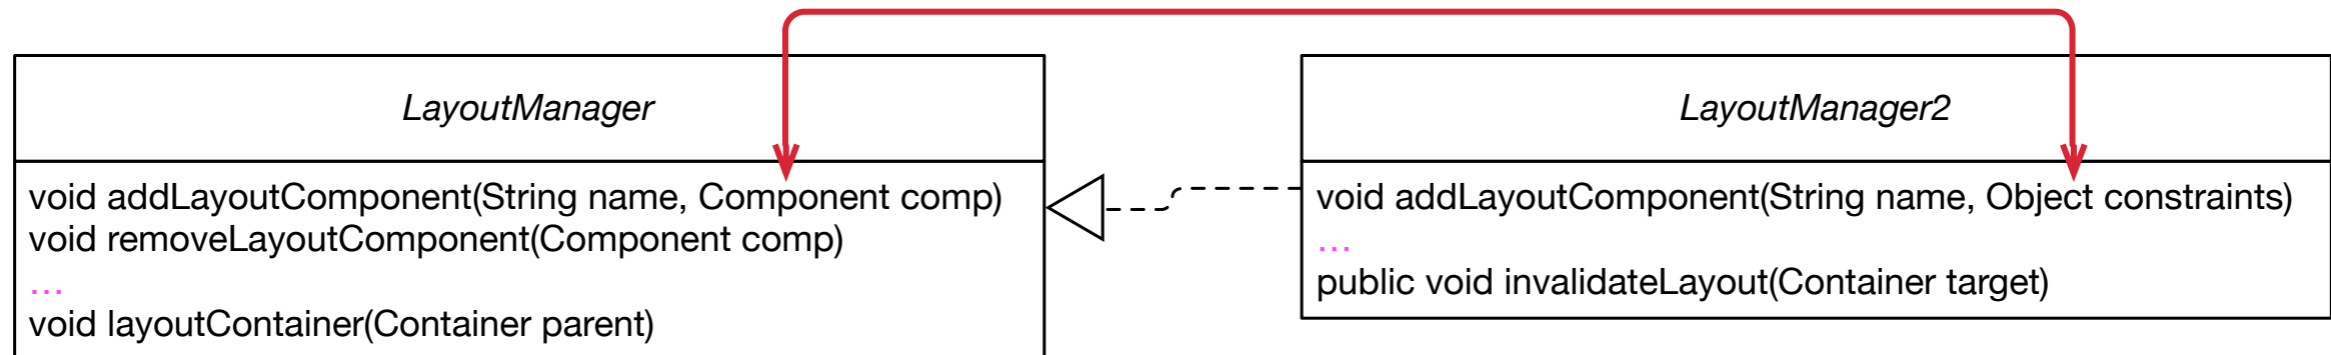 LayoutManager
void addLayoutComponent(String name, Component comp)
void removeLayoutComponent(Component comp)
...
void layoutContainer(Container parent)
LayoutManager2
void addLayoutComponent(String name, Object constraints)
...
public void invalidateLayout(Container target)